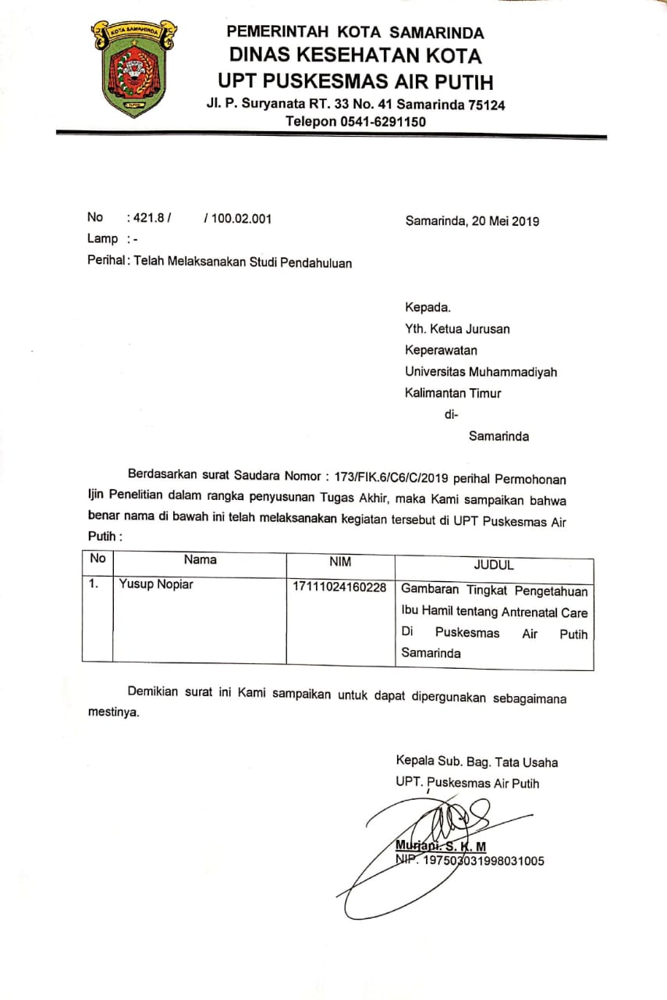 KOTA SAMARINDA
PEMERINTAH KOTA SAMARINDA
DINAS KESEHATAN KOTA
UPT PUSKESMAS AIR PUTIH
Jl. P. Suryanata RT. 33 No. 41 Samarinda 75124
Telepon 0541-6291150
No : 421.8 / / 100.02.001
Samarinda, 20 Mei 2019
Lamp : -
Perihal : Telah Melaksanakan Studi Pendahuluan
Kepada.
Yth. Ketua Jurusan
Keperawatan
Universitas Muhammadiyah
Kalimantan Timur
di-
Samarinda
Berdasarkan surat Saudara Nomor : 173/FIK.6/C6/C/2019 perihal Permohonan
Ijin Penelitian dalam rangka penyusunan Tugas Akhir, maka Kami sampaikan bahwa
benar nama di bawah ini telah melaksanakan kegiatan tersebut di UPT Puskesmas Air
Putih :
No Nama NIM JUDUL
1. Yusup Nopiar 17111024160228 Gambaran Tingkat Pengetahuan
Ibu Hamil tentang Antrenatal Care
Di Puskesmas Air Putih
Samarinda
Demikian surat ini Kami sampaikan untuk dapat dipergunakan sebagaimana
mestinya.
Kepala Sub. Bag. Tata Usaha
UPT. Puskesmas Air Putih
Murjani. S. K. M
NIP. 197503031998031005